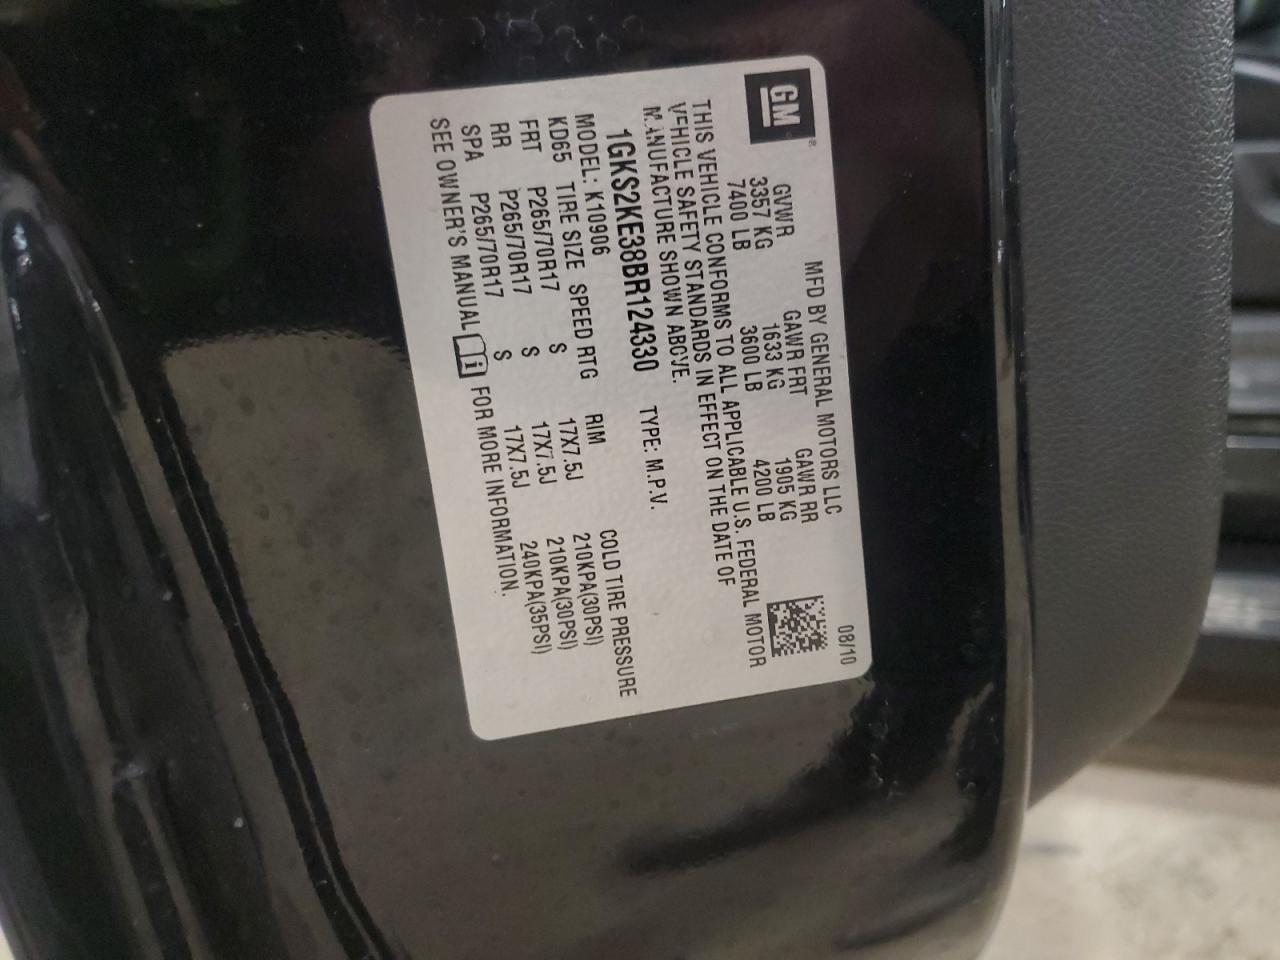 GM
MFD BY GENERAL MOTORS LLC
08/10
GVWR GAWR FRT GAWR RR
3357 KG 1633 KG 1905 KG
7400 LB 3600 LB 4200 LB
THIS VEHICLE CONFORMS TO ALL APPLICABLE U.S. FEDERAL MOTOR
VEHICLE SAFETY STANDARDS IN EFFECT ON THE DATE OF
MANUFACTURE SHOWN ABOVE.
1GKS2KE38BR124330 TYPE: M.P.V.
MODEL: K10906
KD65 TIRE SIZE SPEED RTG RIM COLD TIRE PRESSURE
FRT P265/70R17 S 17X7.5J 210KPA(30PSI)
RR P265/70R17 S 17X7.5J 210KPA(30PSI)
SPA P265/70R17 S 17X7.5J 240KPA(35PSI)
SEE OWNER'S MANUAL i FOR MORE INFORMATION.